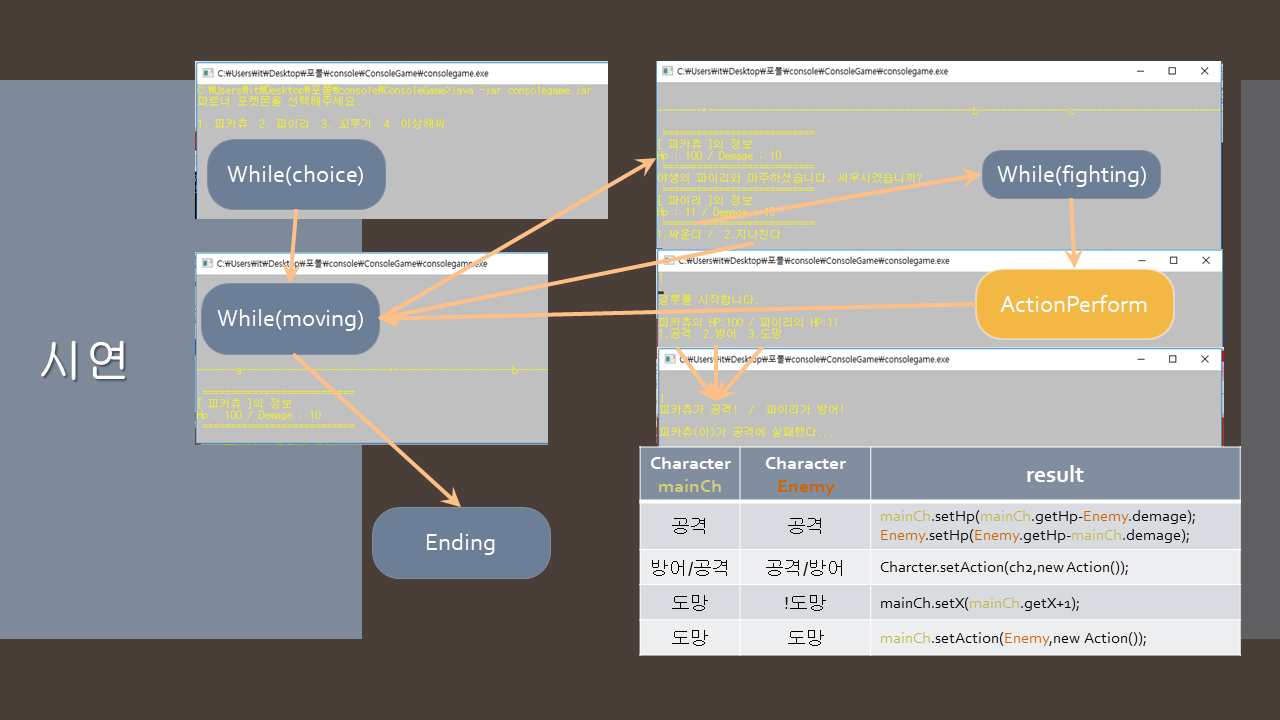 시연
C:₩Users₩it₩Desktop₩포폴₩console₩ConsoleGame₩consolegame.exe
C:₩Users₩it₩Desktop₩포폴₩console₩ConsoleGame>java -jar consolegame.jar
파트너 포켓몬을 선택해주세요.
1. 피카츄 2. 파이리 3. 꼬부기 4. 이상해씨
While(choice)
C:₩Users₩it₩Desktop₩포폴₩console₩ConsoleGame₩consolegame.exe
While(moving)
-------a------------------------*--------------------b------
===========================
[ 피카츄 ]의 정보
Hp : 100 / Demage : 10
===========================
Ending
C:₩Users₩it₩Desktop₩포폴₩console₩ConsoleGame₩consolegame.exe
--------*---------------------------------------------b---------------c---------------------------
===========================
[ 피카츄 ]의 정보
Hp : 100 / Demage : 10
===========================
야생의 파이리와 마주하셨습니다. 싸우시겠습니까?
===========================
[ 파이리 ]의 정보
Hp : 11 / Demage : 15
===========================
1.싸운다 / 2.지나친다
While(fighting)
C:₩Users₩it₩Desktop₩포폴₩console₩ConsoleGame₩consolegame.exe
결투를 시작합니다.
피카츄의 HP:100 / 파이리의 HP:11
1.공격 2.방어 3.도망
ActionPerform
C:₩Users₩it₩Desktop₩포폴₩console₩ConsoleGame₩consolegame.exe
1
피카츄가 공격! / 파이리가 방어!
피카츄(이)가 공격에 실패했다...
Character mainCh Character Enemy result
공격 공격 mainCh.setHp(mainCh.getHp-Enemy.demage);
Enemy.setHp(Enemy.getHp-mainCh.demage);
방어/공격 공격/방어 Charcter.setAction(ch2,new Action());
도망 !도망 mainCh.setX(mainCh.getX+1);
도망 도망 mainCh.setAction(Enemy,new Action());